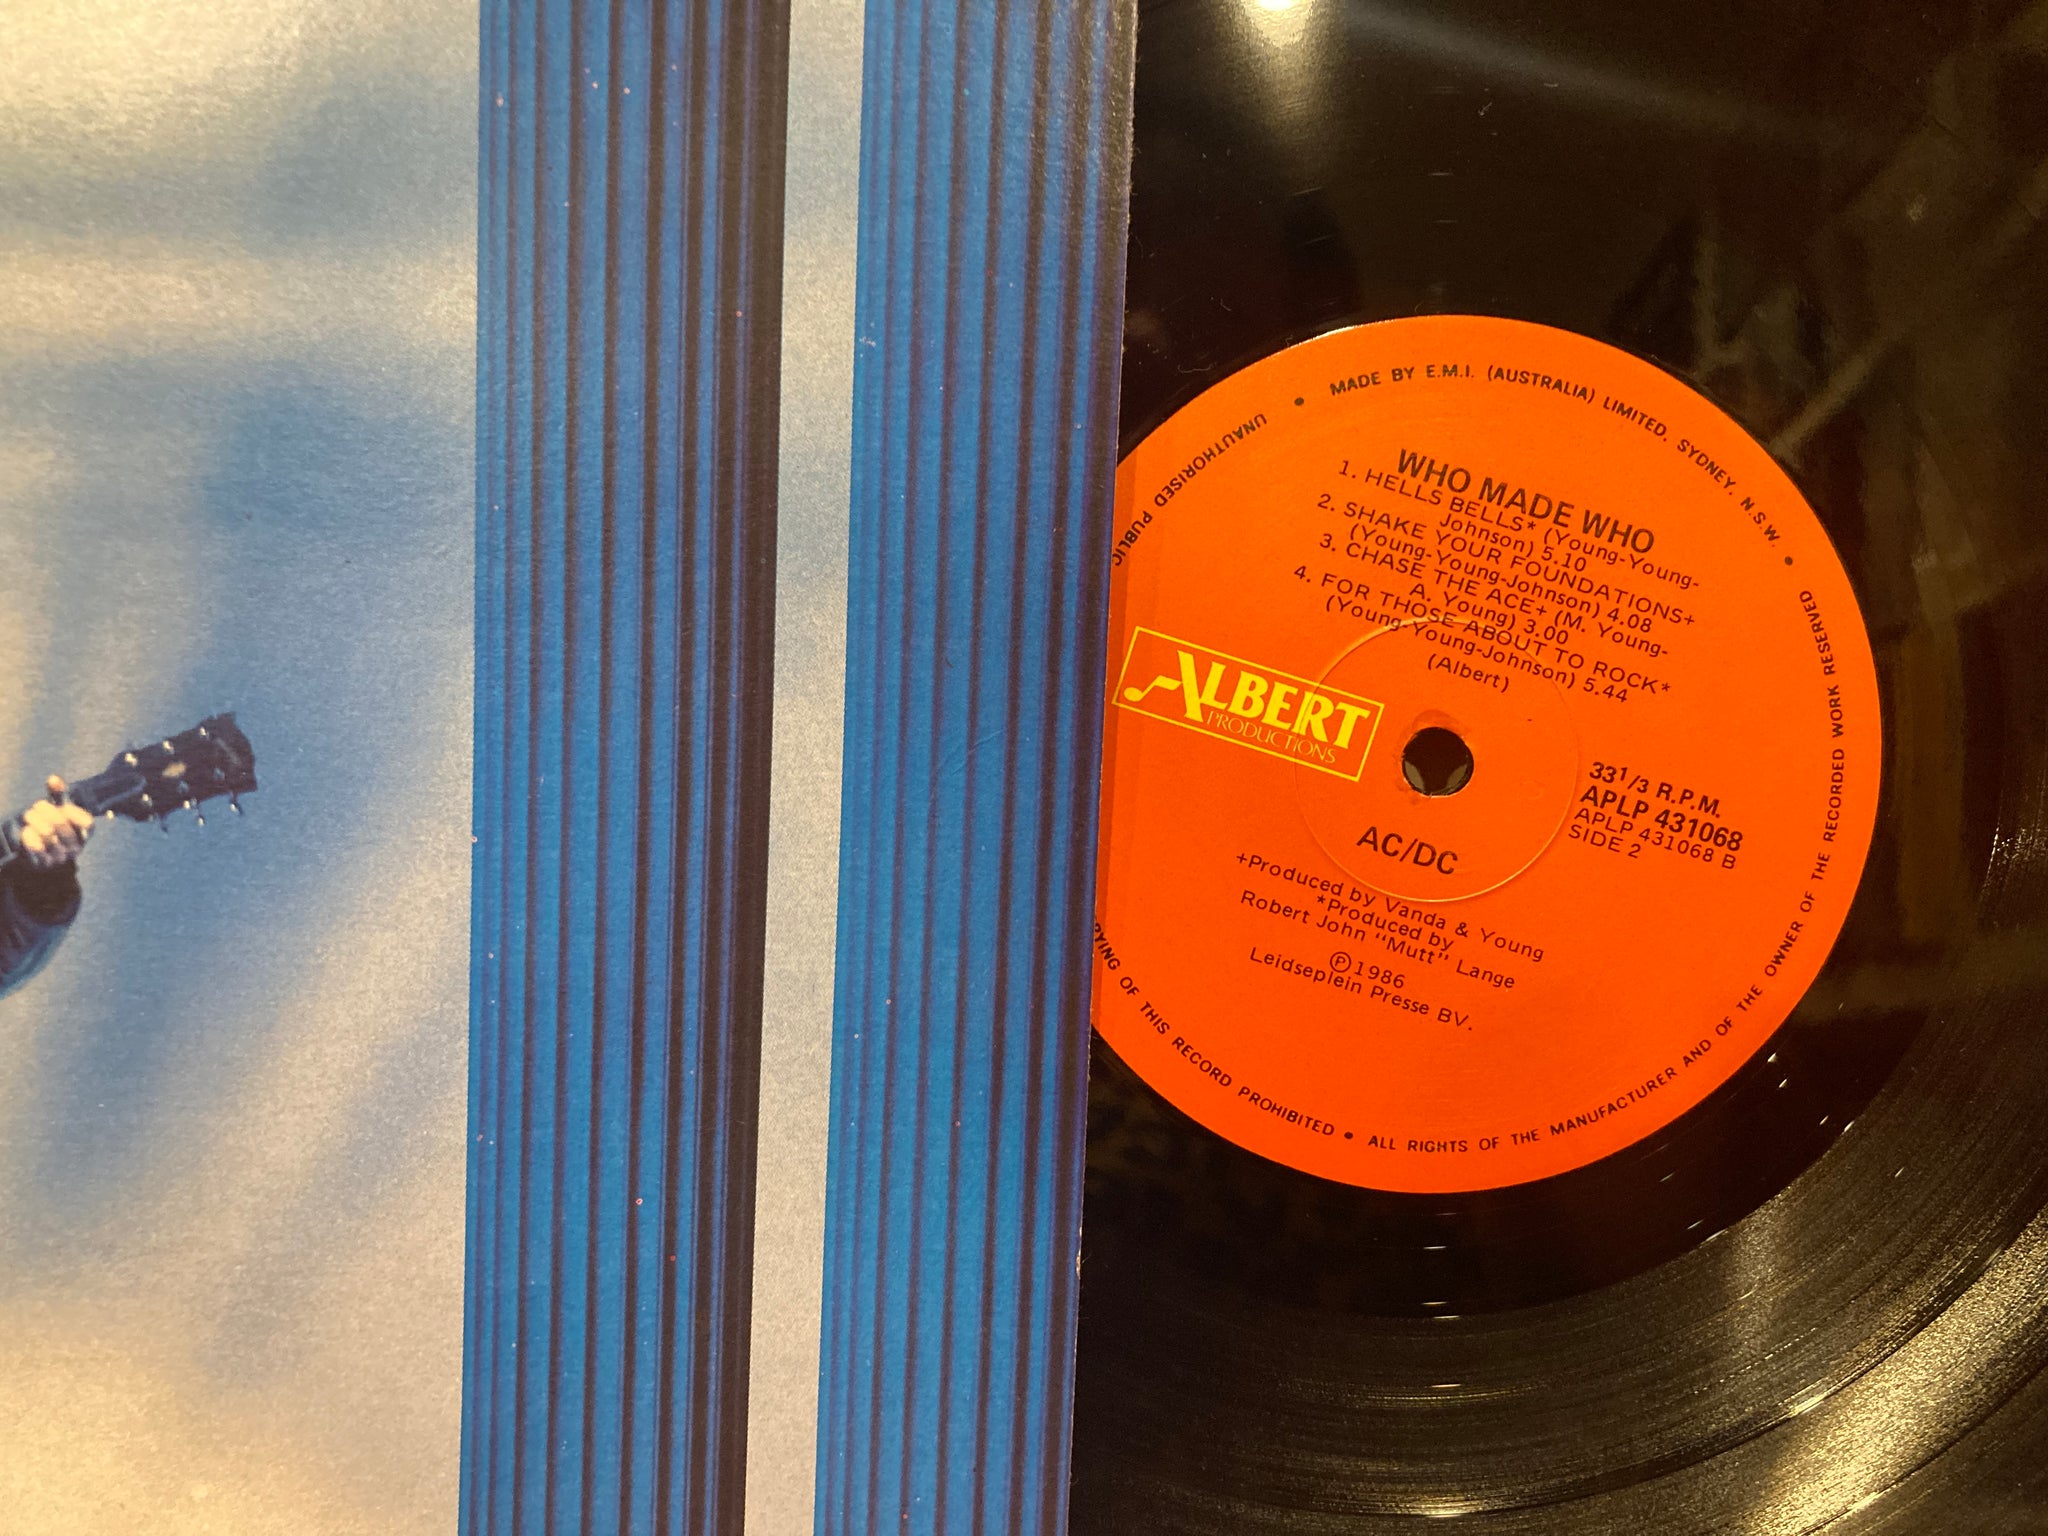 MADE BY E.M.I. (AUSTRALIA) LIMITED, SYDNEY, N.S.W. •
RESERVED WORK RECORDED THE OF OWNER THE OF AND MANUFACTURER THE OF RIGHTS ALL
UNAUTHORISED PUBLIC
PYING OF THIS RECORD PROHIBITED •
WHO MADE WHO
1. HELLS BELLS* (Young-Young-
Johnson) 5.10
2. SHAKE YOUR FOUNDATIONS+
(Young-Young-Johnson) 4.08
3. CHASE THE ACE+ (M. Young-
A. Young) 3.00
4. FOR THOSE ABOUT TO ROCK*
(Young-Young-Johnson) 5.44
(Albert)
ALBERT
PRODUCTIONS
33 1/3 R.P.M.
APLP 431068
APLP 431068 B
SIDE 2
AC/DC
+Produced by Vanda & Young
*Produced by
Robert John "Mutt" Lange
℗ 1986
Leidseplein Presse BV.